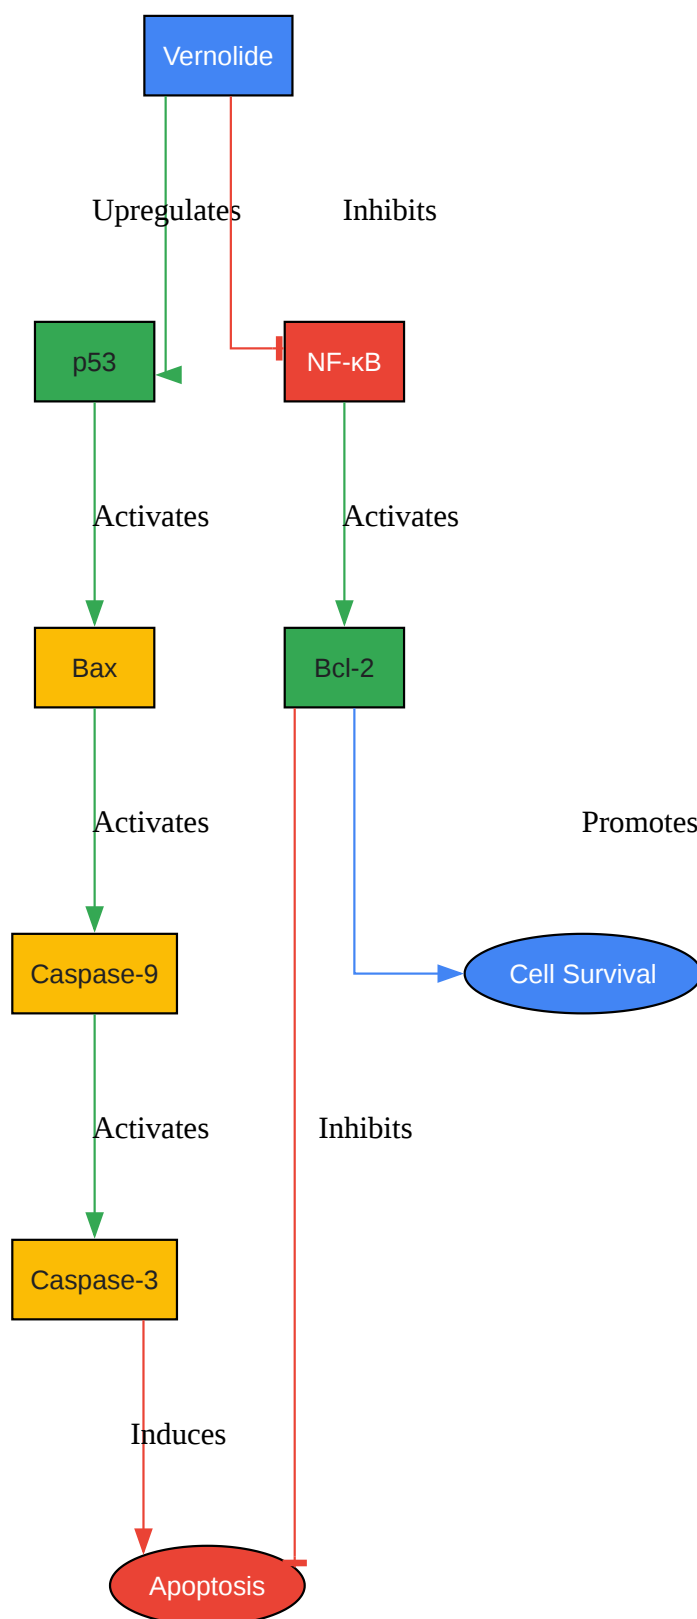 Vernolide
Upregulates
Inhibits
p53
NF-κB
Activates
Activates
Bax
Bcl-2
Activates
Promotes
Caspase-9
Cell Survival
Activates
Inhibits
Caspase-3
Induces
Apoptosis